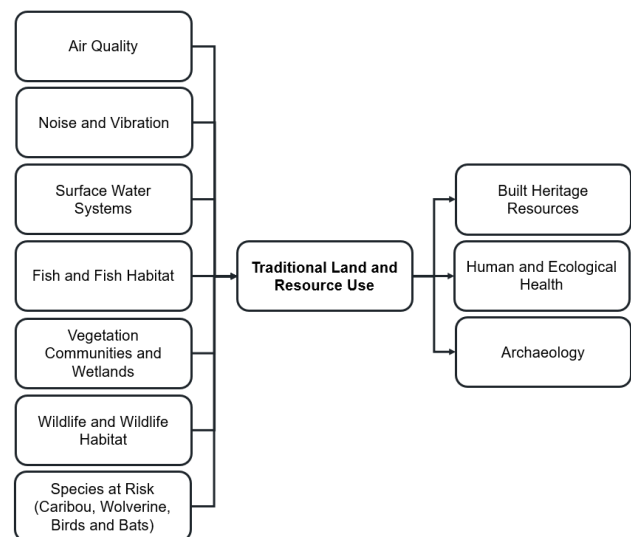 Air Quality
Noise and Vibration
Surface Water
Systems
Fish and Fish Habitat
Vegetation
Communities and
Wetlands
Wildlife and Wildlife
Habitat
Species at Risk
(Caribou, Wolverine,
Birds and Bats)
Traditional Land and
Resource Use
Built Heritage
Resources
Human and Ecological
Health
Archaeology